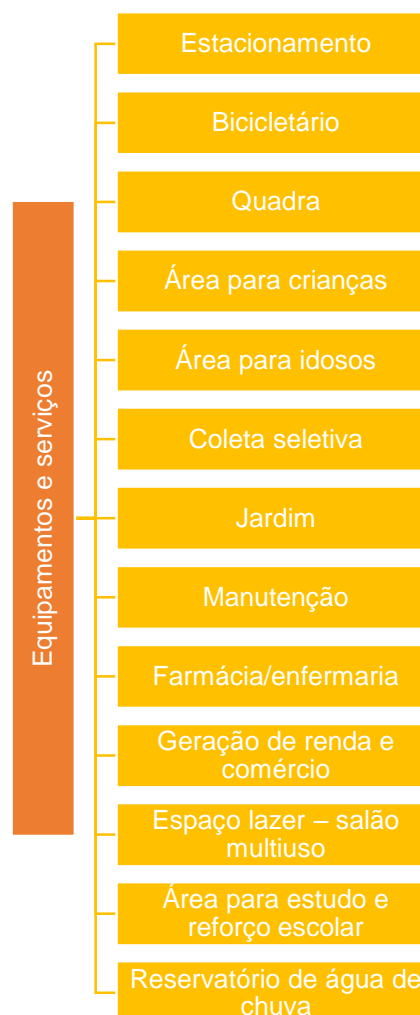 Equipamentos e serviços
Estacionamento
Bicicletário
Quadra
Área para crianças
Área para idosos
Coleta seletiva
Jardim
Manutenção
Farmácia/enfermaria
Geração de renda e
comércio
Espaço lazer – salão
multiuso
Área para estudo e
reforço escolar
Reservatório de água de
chuva